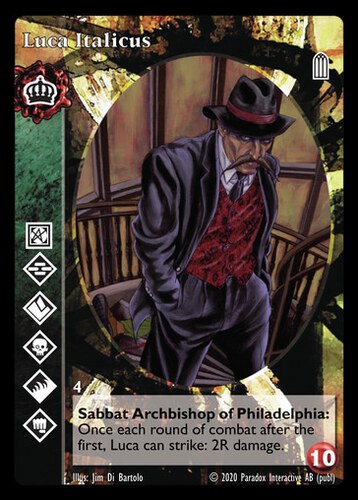 Luca Italicus
4
Sabbat Archbishop of Philadelphia:
Once each round of combat after the
first, Luca can strike: 2R damage.
10
Illus: Jim Di Bartolo © 2020 Paradox Interactive AB (publ)